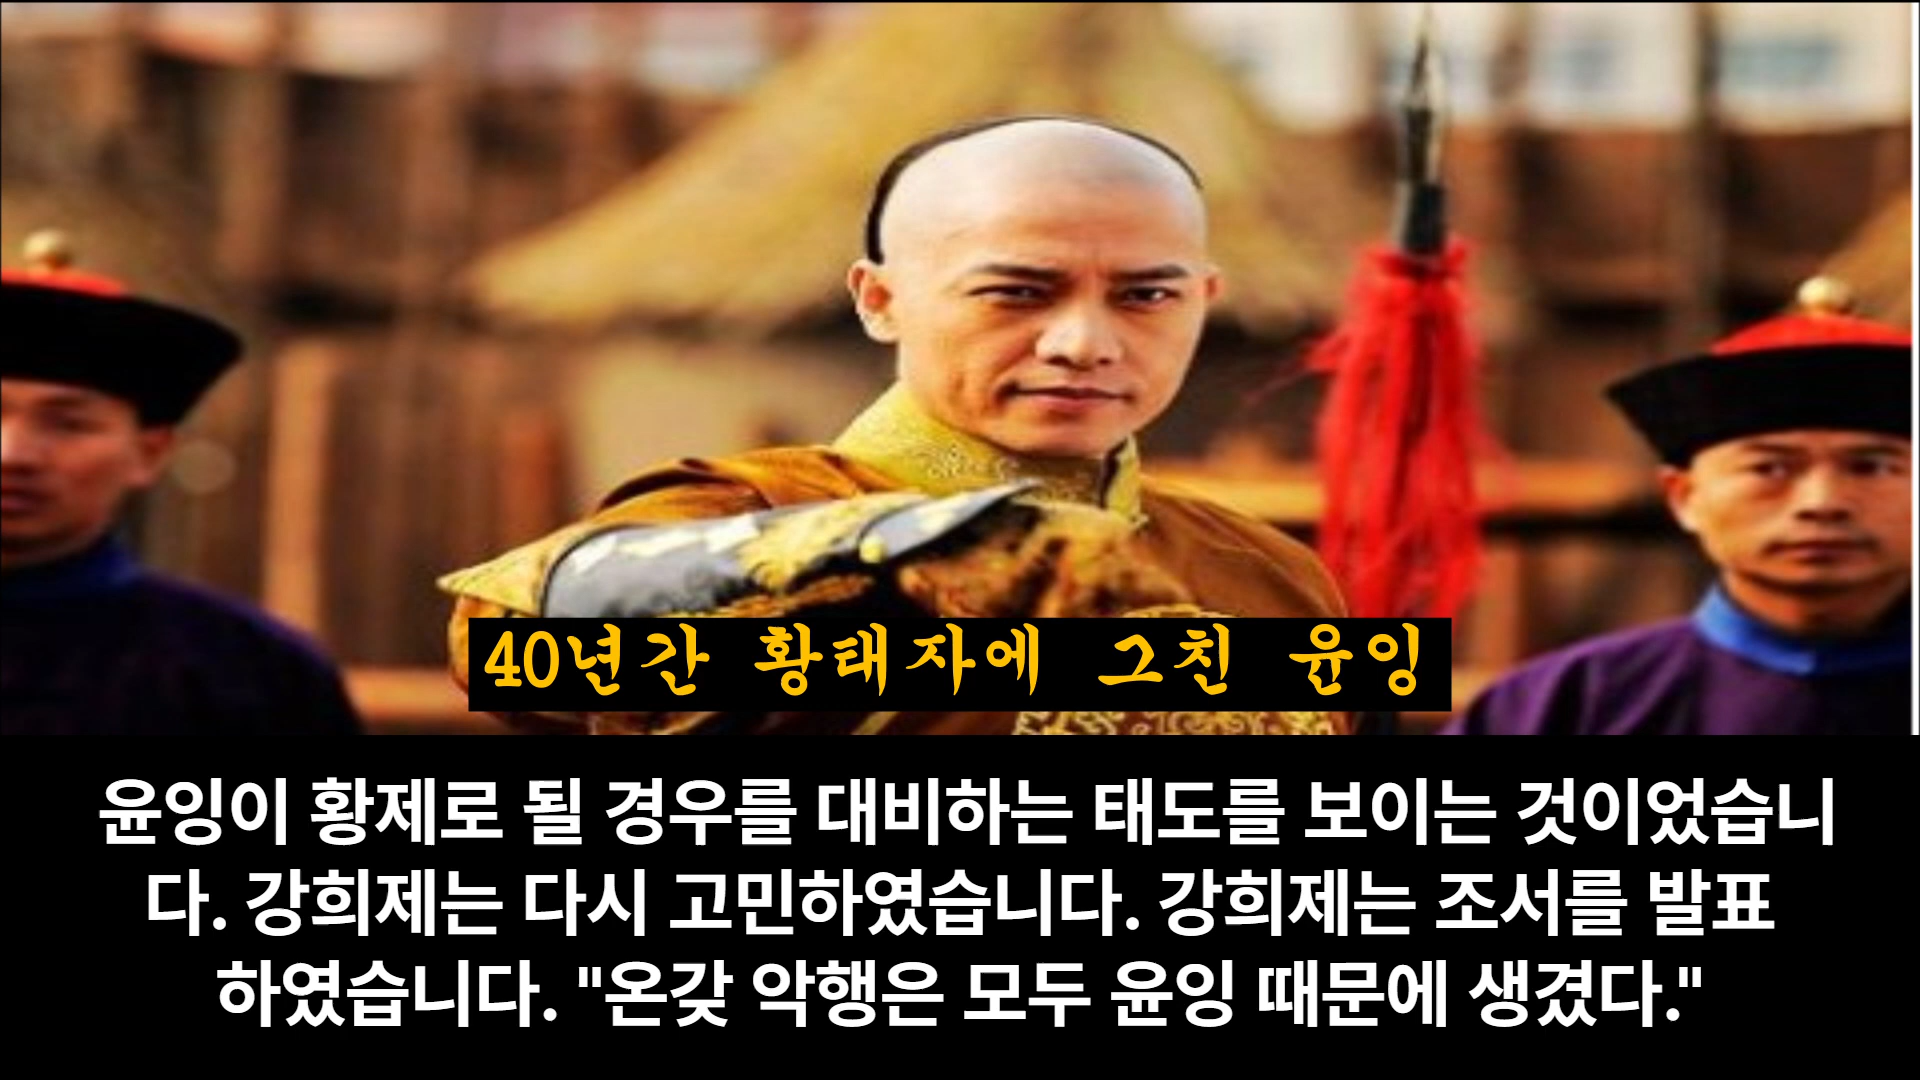 40년간 황태자에 그친 윤잉
윤잉이 황제로 될 경우를 대비하는 태도를 보이는 것이었습니
다. 강희제는 다시 고민하였습니다. 강희제는 조서를 발표
하였습니다. "온갖 악행은 모두 윤잉 때문에 생겼다."